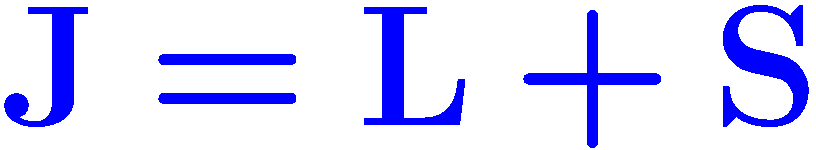 J = L + S